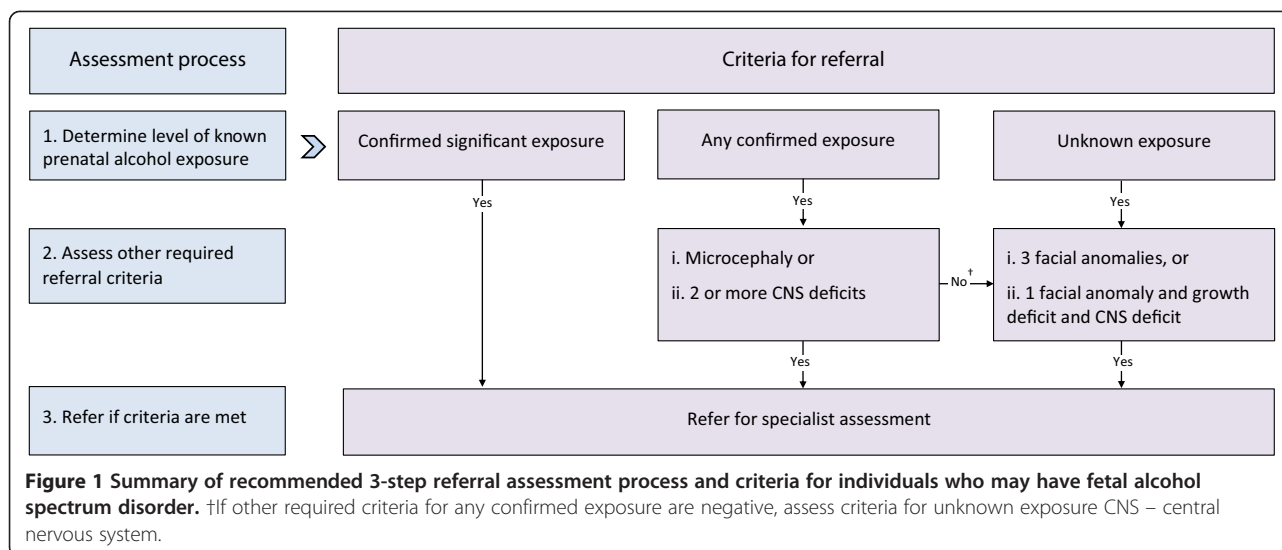 Assessment process
Criteria for referral
1. Determine level of known
prenatal alcohol exposure
Confirmed significant exposure
Any confirmed exposure
Unknown exposure
Yes
Yes
Yes
2. Assess other required
referral criteria
i. Microcephaly or
ii. 2 or more CNS deficits
No†
i. 3 facial anomalies, or
ii. 1 facial anomaly and growth
deficit and CNS deficit
Yes
Yes
3. Refer if criteria are met
Refer for specialist assessment
Figure 1 Summary of recommended 3-step referral assessment process and criteria for individuals who may have fetal alcohol
spectrum disorder. †If other required criteria for any confirmed exposure are negative, assess criteria for unknown exposure CNS – central
nervous system.